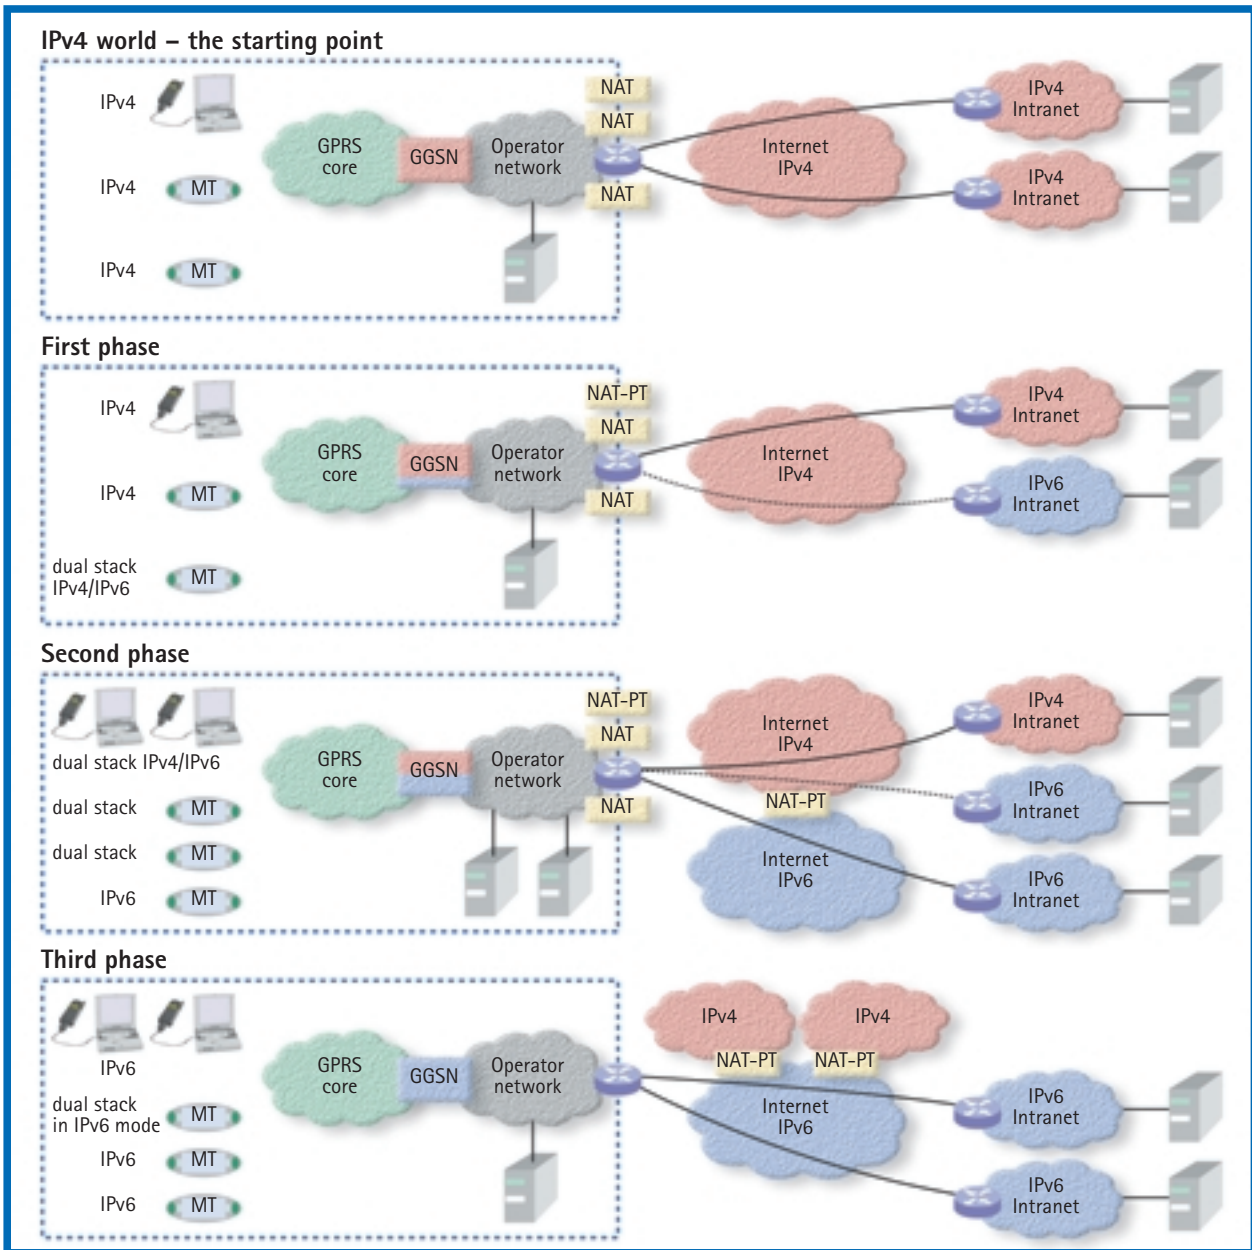 IPv4 world – the starting point
IPv4
NAT
NAT
GPRS
core
GGSN
Operator
network
Internet
IPv4
IPv4
Intranet
IPv4
MT
NAT
IPv4
Intranet
IPv4
MT
First phase
IPv4
NAT-PT
NAT
GPRS
core
GGSN
Operator
network
Internet
IPv4
IPv4
Intranet
IPv4
MT
NAT
IPv6
Intranet
dual stack
IPv4/IPv6
MT
Second phase
NAT-PT
NAT
dual stack IPv4/IPv6
GPRS
core
GGSN
Operator
network
Internet
IPv4
IPv4
Intranet
dual stack
MT
NAT
NAT-PT
IPv6
Intranet
dual stack
MT
Internet
IPv6
IPv6
MT
IPv6
Intranet
Third phase
IPv4
IPv4
NAT-PT
NAT-PT
IPv6
GPRS
core
GGSN
Operator
network
dual stack
in IPv6 mode
MT
Internet
IPv6
IPv6
Intranet
IPv6
MT
IPv6
MT
IPv6
Intranet